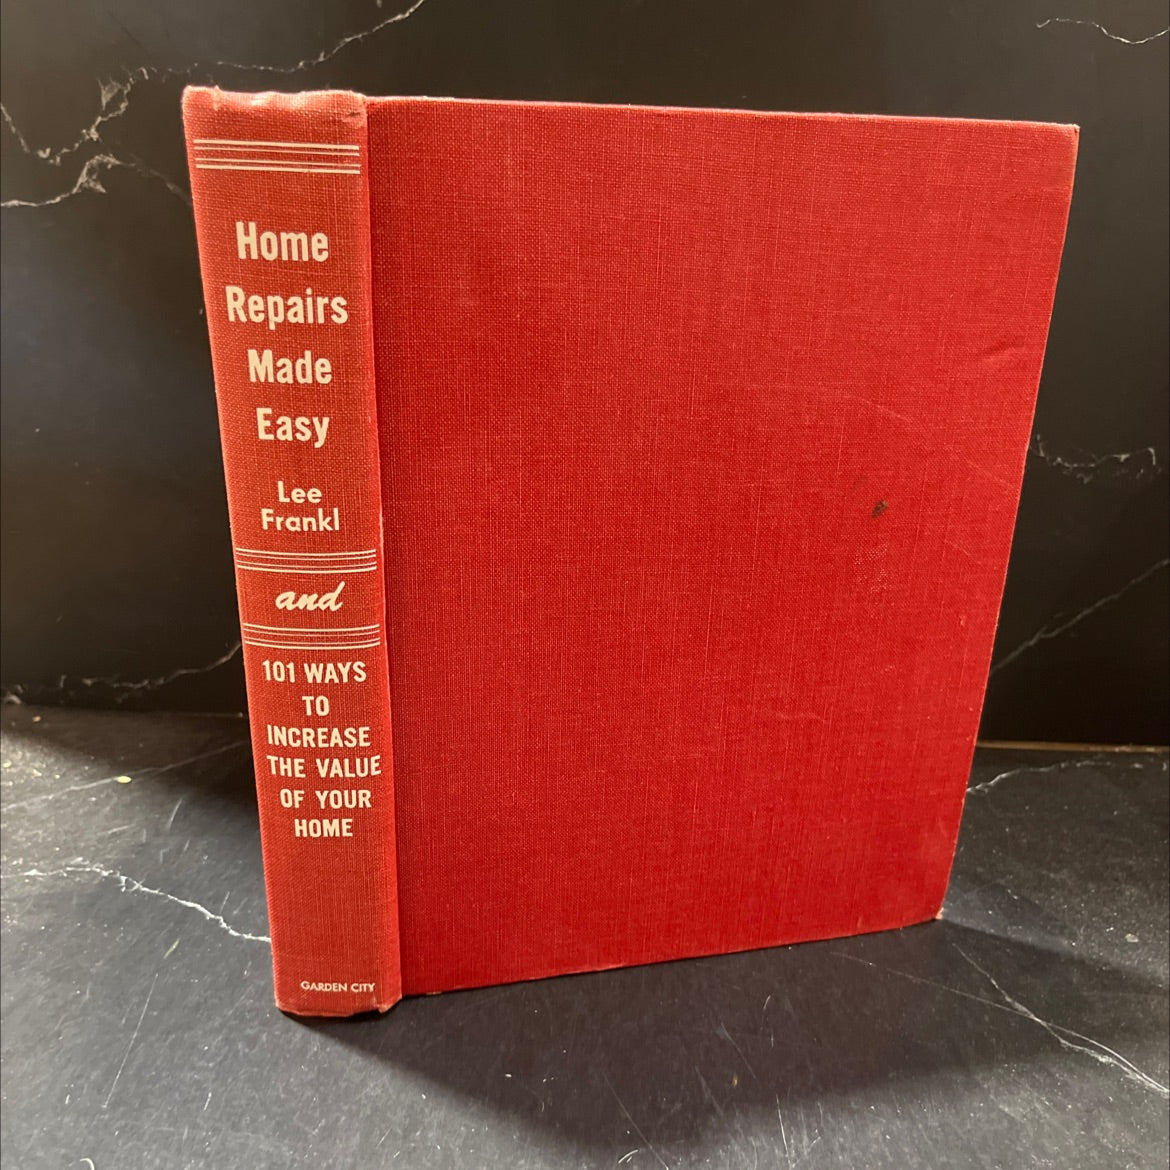 Home
Repairs
Made
Easy
Lee
Frankl
and
101 WAYS
TO
INCREASE
THE VALUE
OF YOUR
HOME
GARDEN CITY